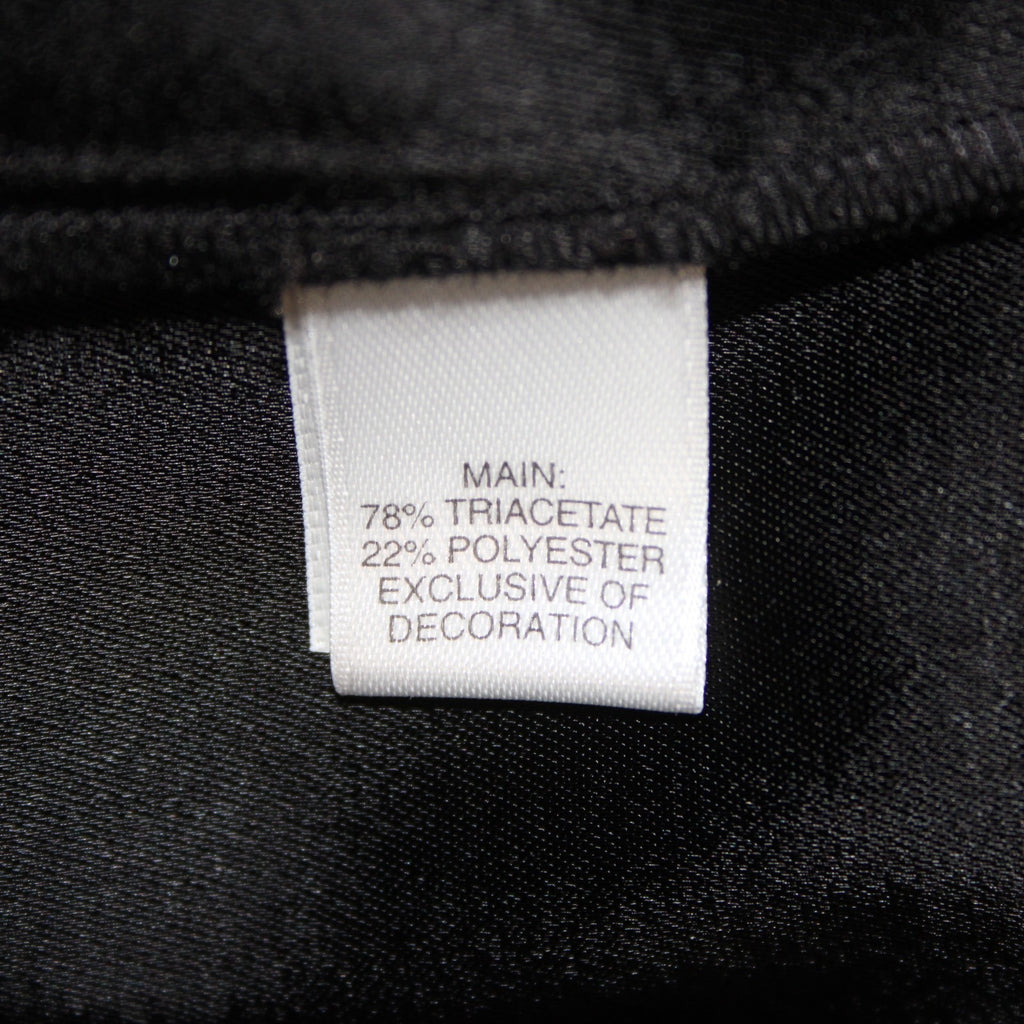 MAIN:
78% TRIACETATE
22% POLYESTER
EXCLUSIVE OF
DECORATION